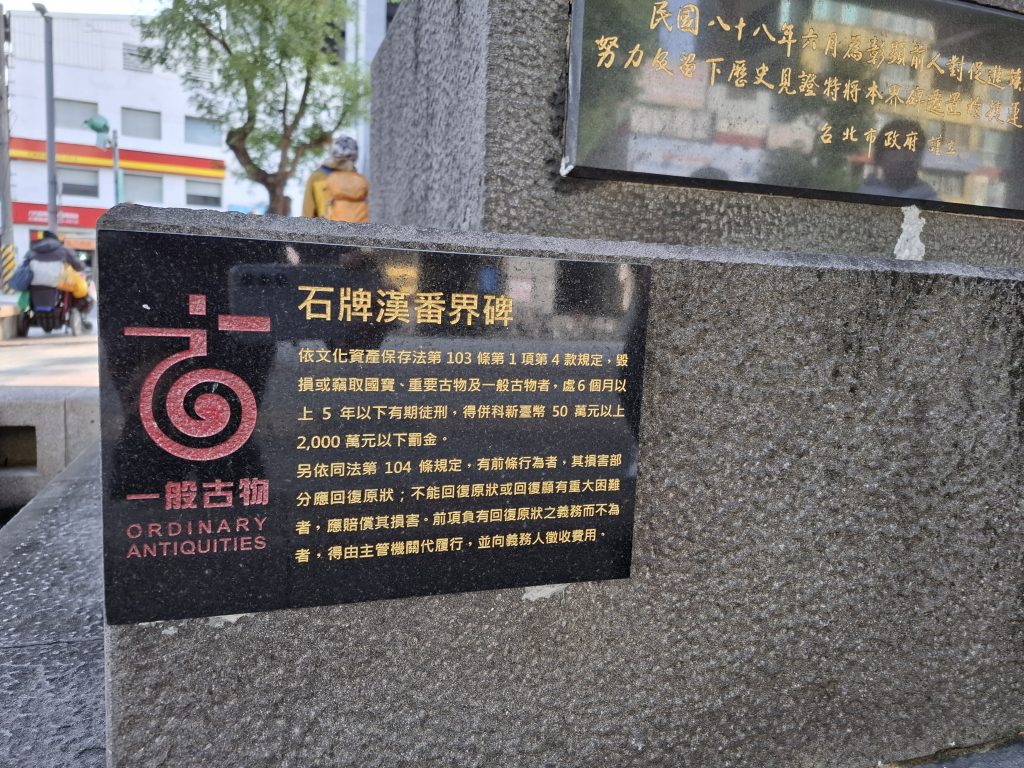 民國八十八年六月為彰顯前人對促進
努力及留下歷史見證特將本界碑遷置
台北市政府 謹立
石牌漢番界碑
依文化資產保存法第 103 條第 1 項第 4 款規定，毀
損或竊取國寶、重要古物及一般古物者，處 6 個月以
上 5 年以下有期徒刑，得併科新臺幣 50 萬元以上
2,000 萬元以下罰金。
另依同法第 104 條規定，有前條行為者，其損害部
分應回復原狀；不能回復原狀或回復顯有重大困難
者，應賠償其損害。前項負有回復原狀之義務而不為
者，得由主管機關代履行，並向義務人徵收費用。
一般古物
ORDINARY
ANTIQUITIES